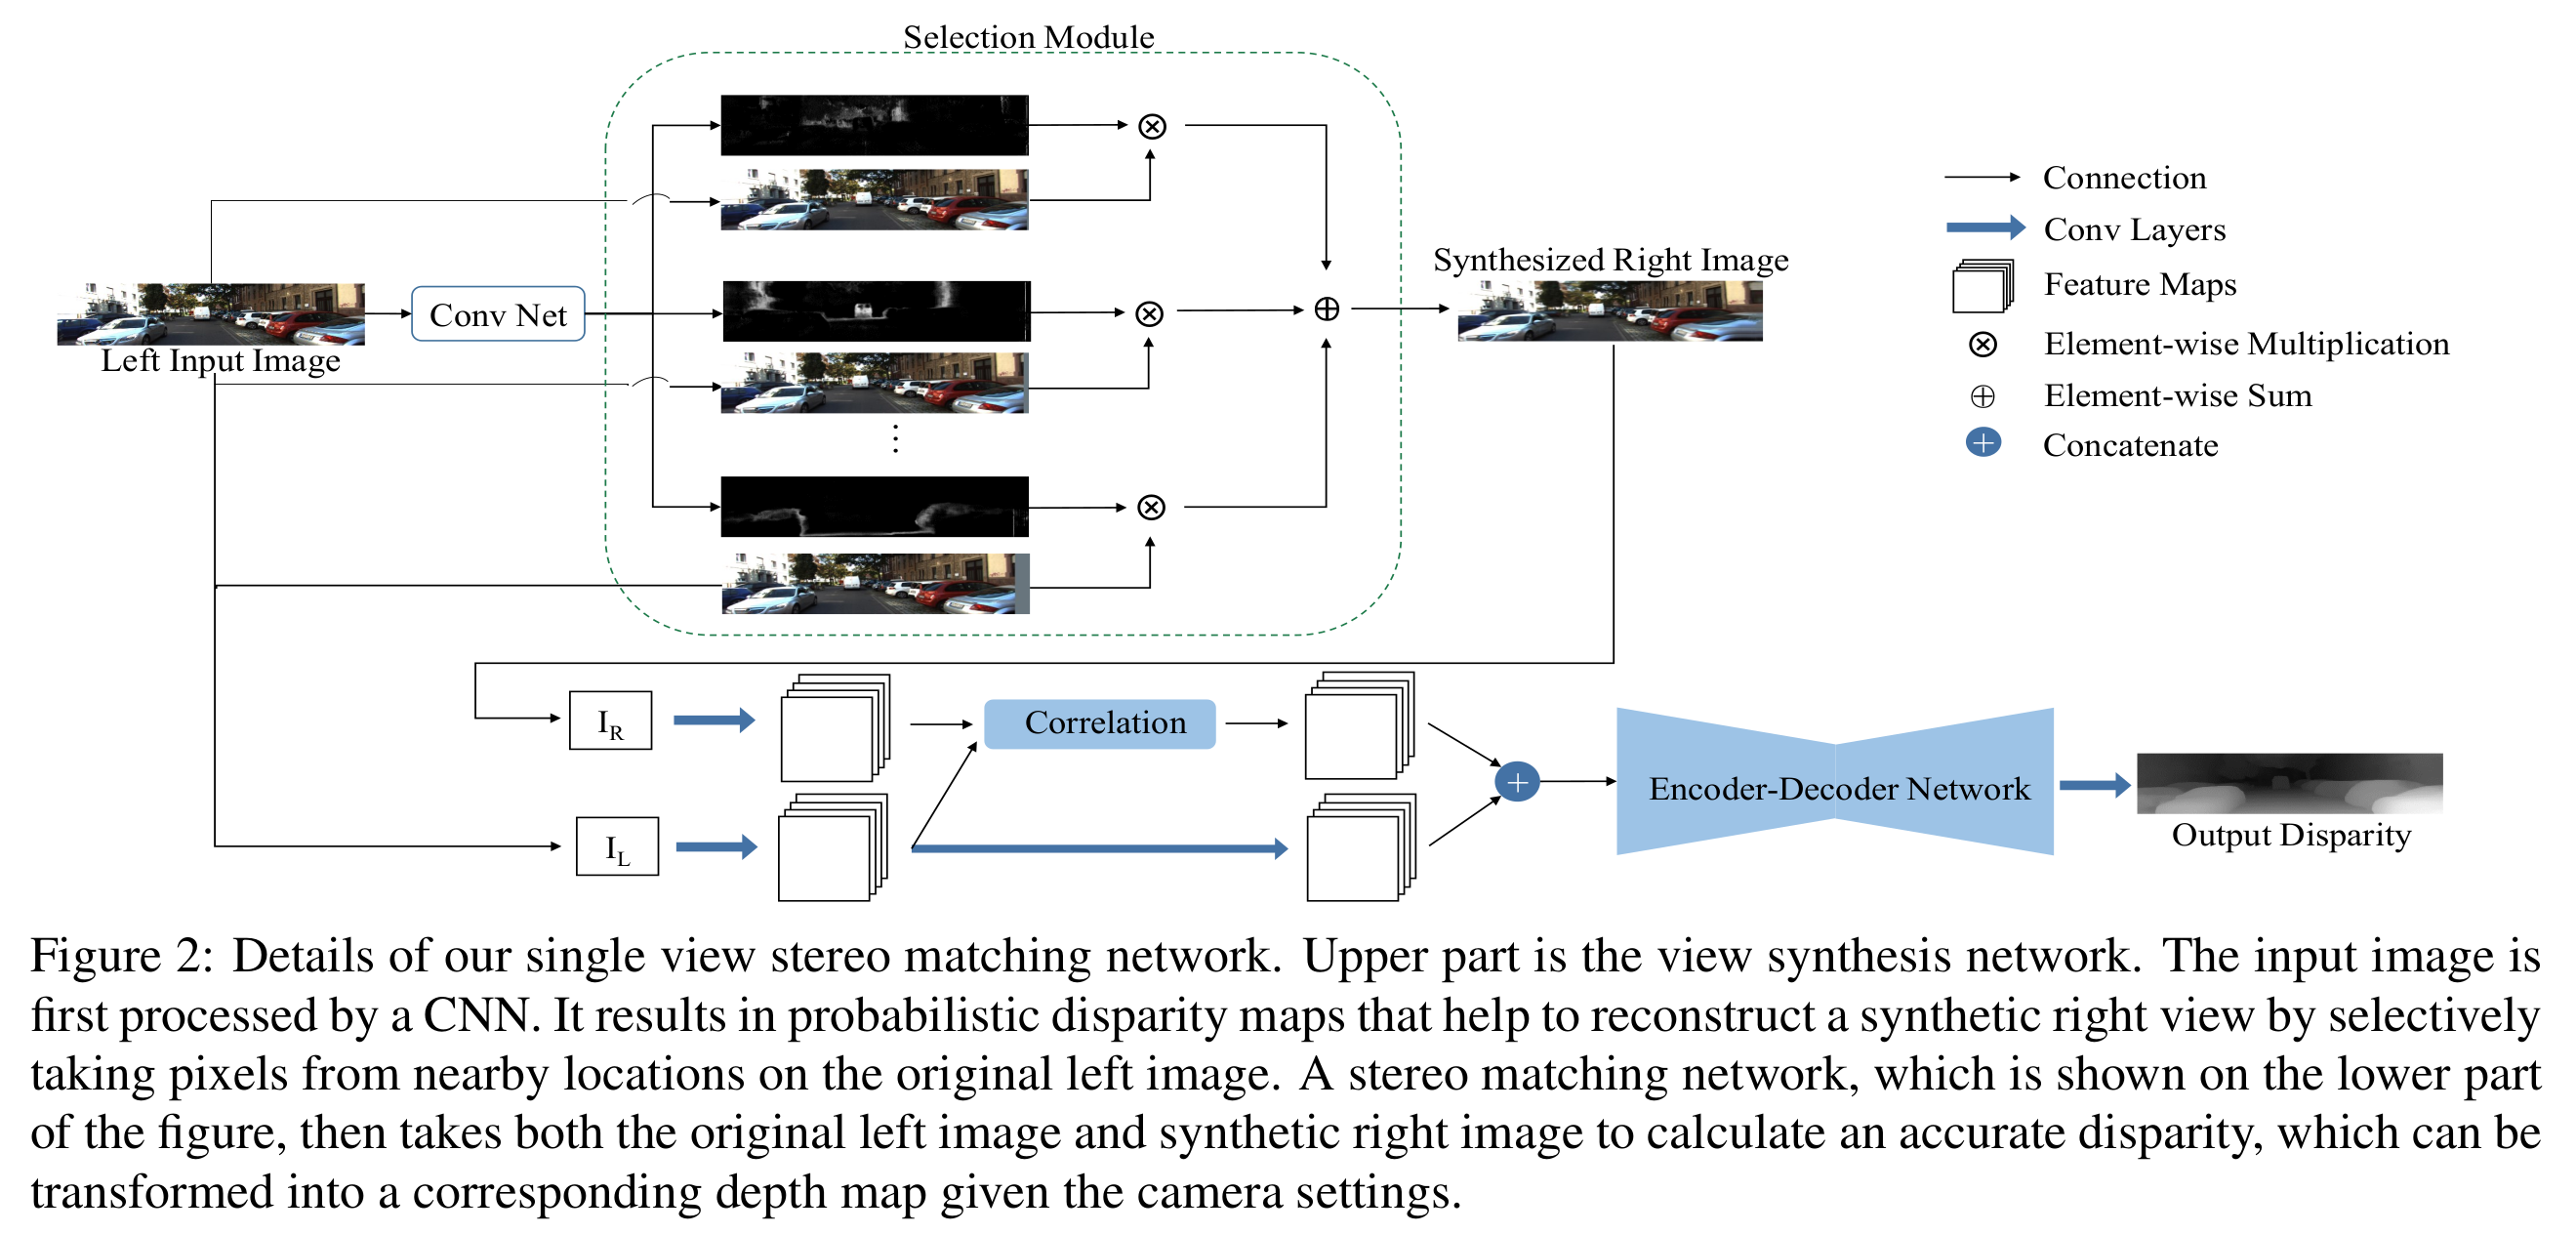 Selection Module
Left Input Image
Conv Net
Synthesized Right Image
Connection
Conv Layers
Feature Maps
Element-wise Multiplication
Element-wise Sum
Concatenate
I_R
Correlation
I_L
Encoder-Decoder Network
Output Disparity
Figure 2: Details of our single view stereo matching network. Upper part is the view synthesis network. The input image is
first processed by a CNN. It results in probabilistic disparity maps that help to reconstruct a synthetic right view by selectively
taking pixels from nearby locations on the original left image. A stereo matching network, which is shown on the lower part
of the figure, then takes both the original left image and synthetic right image to calculate an accurate disparity, which can be
transformed into a corresponding depth map given the camera settings.